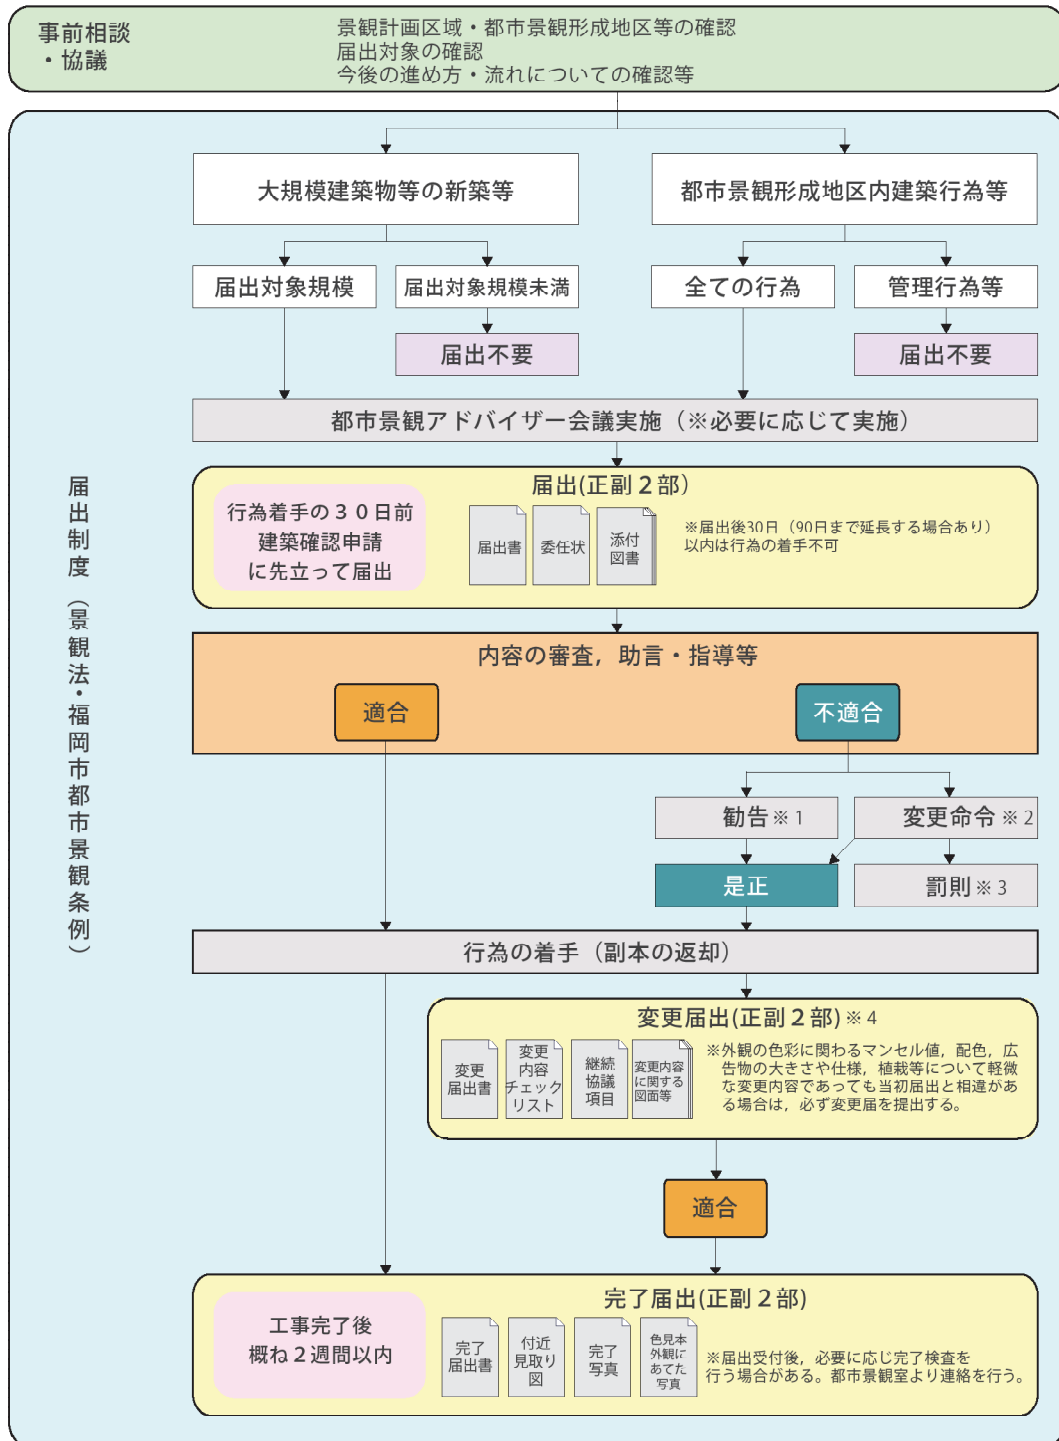 事前相談
・協議
景観計画区域・都市景観形成地区等の確認
届出対象の確認
今後の進め方・流れについての確認等
大規模建築物等の新築等
都市景観形成地区内建築行為等
届出対象規模
届出対象規模未満
全ての行為
管理行為等
届出不要
届出不要
都市景観アドバイザー会議実施（※必要に応じて実施）
届出制度（景観法・福岡市都市景観条例）
届出(正副２部）
行為着手の３０日前
建築確認申請
に先立って届出
届出書
委任状
添付
図書
※届出後30日（90日まで延長する場合あり）
以内は行為の着手不可
内容の審査，助言・指導等
適合
不適合
勧告※1
変更命令※2
是正
罰則※3
行為の着手（副本の返却）
変更届出(正副２部)※4
変更
届出書
変更
内容
チェック
リスト
継続
協議
項目
変更内容
に関する
図面等
※外観の色彩に関わるマンセル値，配色，広
告物の大きさや仕様，植栽等について軽微
な変更内容であっても当初届出と相違があ
る場合は，必ず変更届を提出する。
適合
完了届出(正副２部)
工事完了後
概ね２週間以内
完了
届出書
付近
見取り
図
完了
写真
色見本
外観に
あてた
写真
※届出受付後，必要に応じ完了検査を
行う場合がある。都市景観室より連絡を行う。